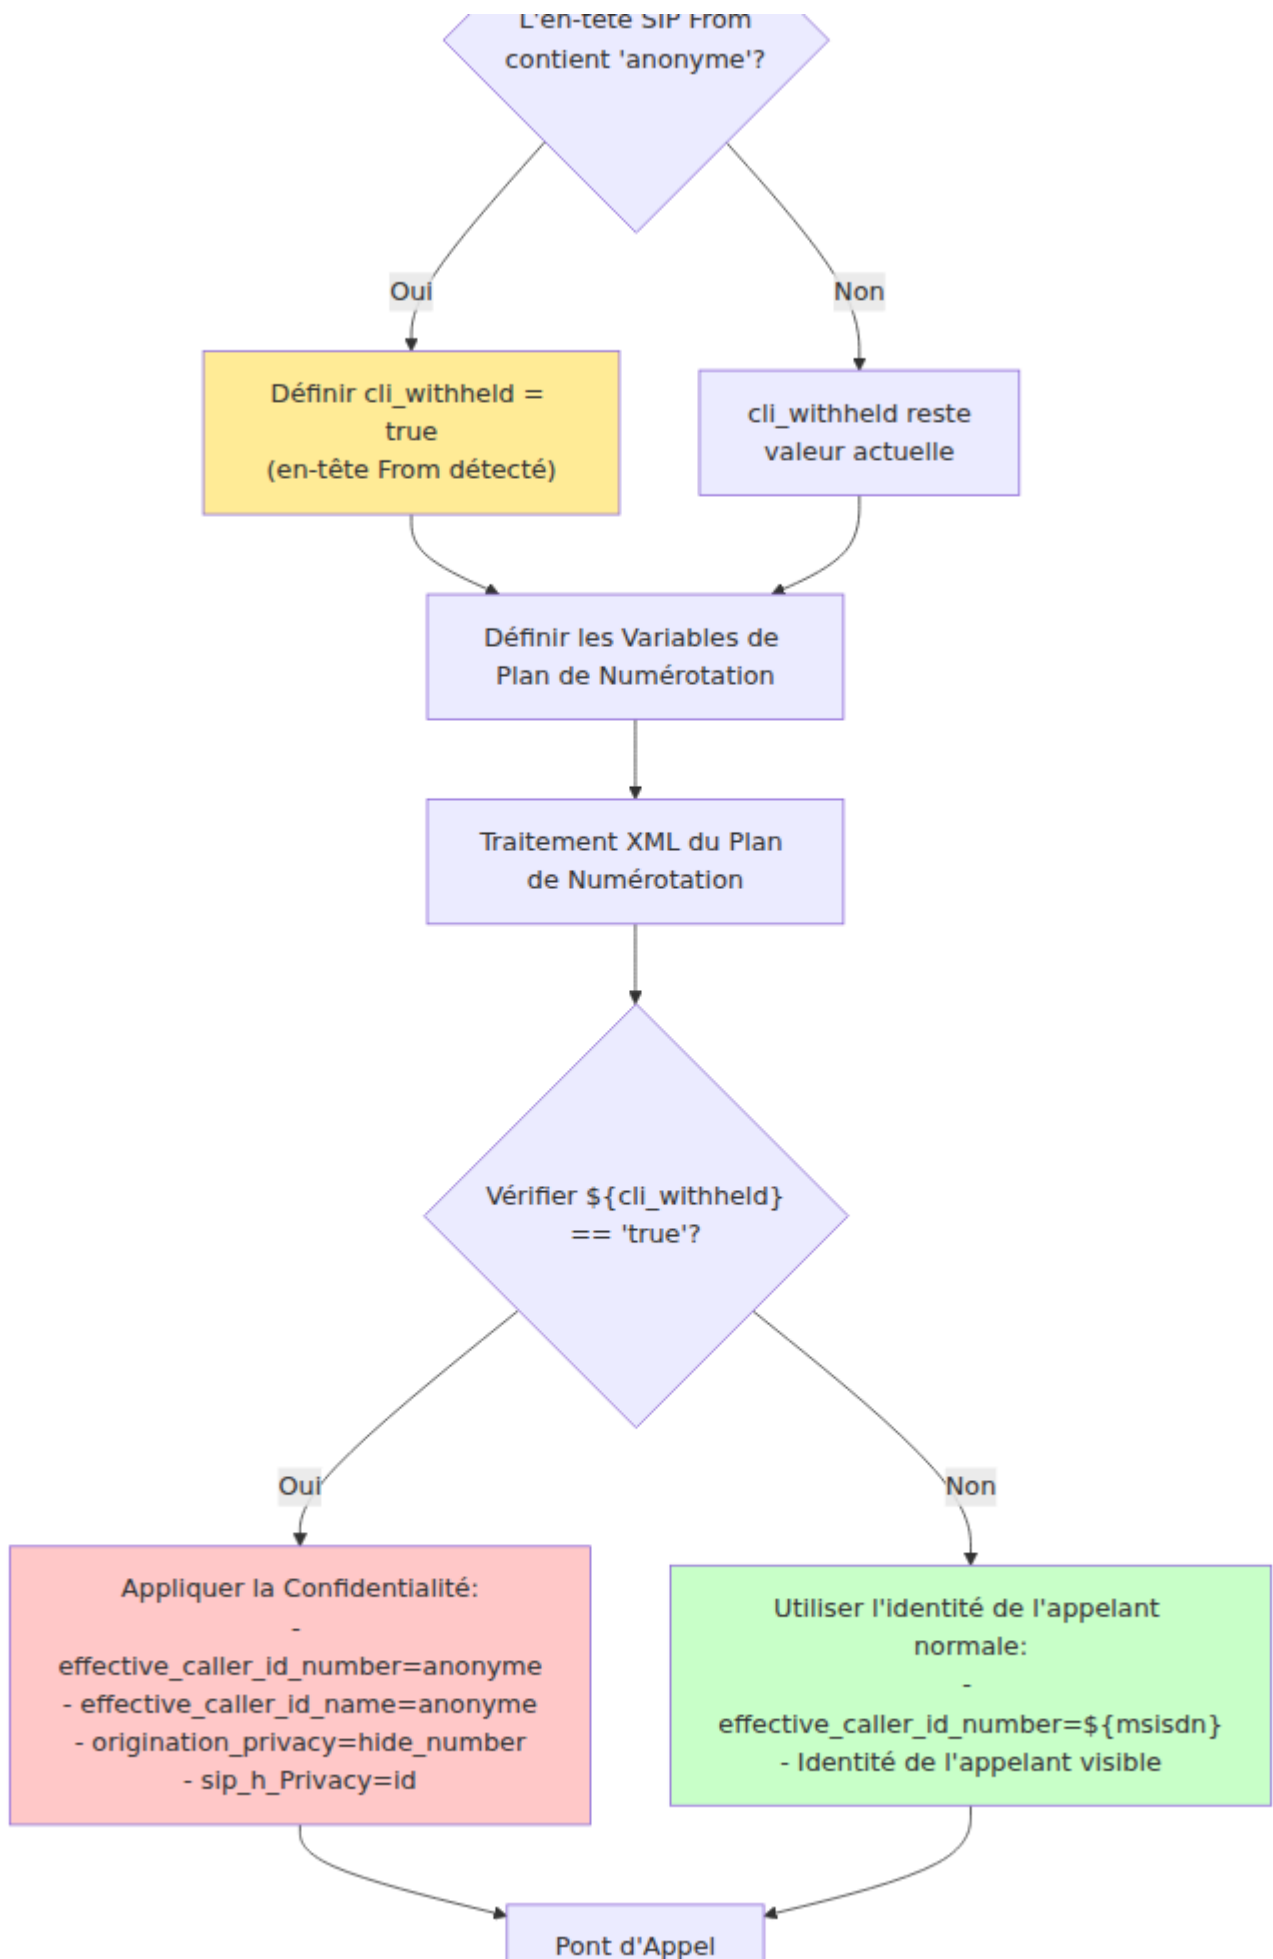 L'en-tête SIP From
contient 'anonyme'?
Oui
Non
Définir cli_withheld =
true
(en-tête From détecté)
cli_withheld reste
valeur actuelle
Définir les Variables de
Plan de Numérotation
Traitement XML du Plan
de Numérotation
Vérifier ${cli_withheld}
== 'true'?
Oui
Non
Appliquer la Confidentialité:
-
effective_caller_id_number=anonyme
- effective_caller_id_name=anonyme
- origination_privacy=hide_number
- sip_h_Privacy=id
Utiliser l'identité de l'appelant
normale:
-
effective_caller_id_number=${msisdn}
- Identité de l'appelant visible
Pont d'Appel